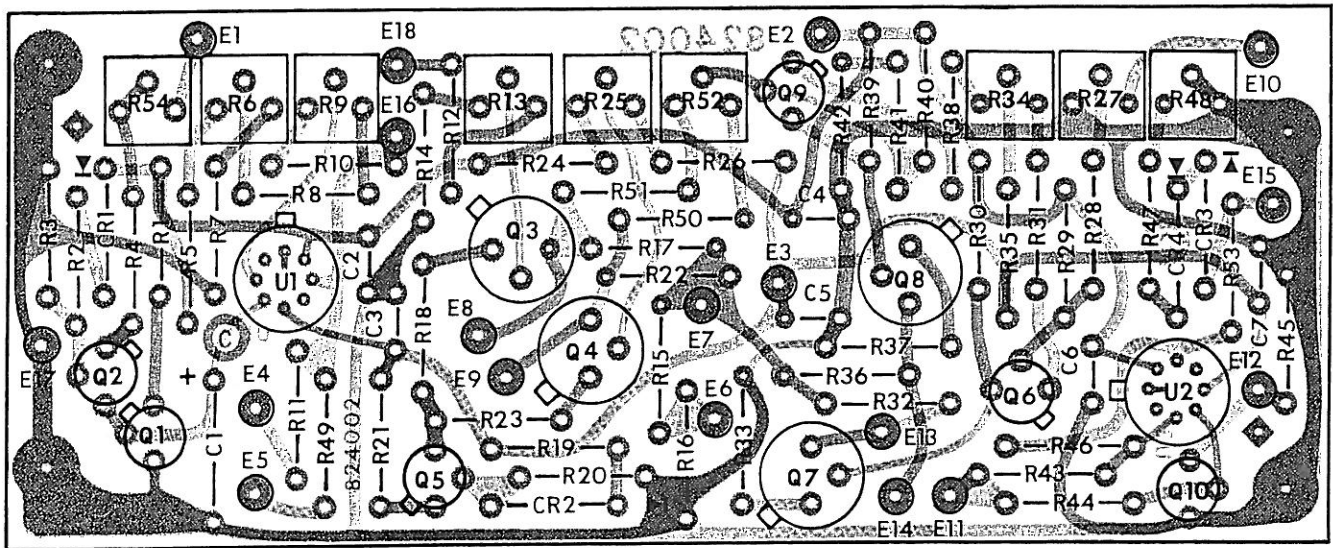 E1
E18
824002
E2
E10
R54
R6
R9
E16
R13
R25
R52
Q9
R42
R39
R41
R40
R38
R34
R27
R48
R12
R14
R10
R24
R26
R8
R51
C4
E15
R3
R2
CR1
R4
R1
R5
R7
U1
C2
Q3
R50
R17
R22
E3
Q8
R30
R35
R31
R29
R28
R47
CR4
CR3
R53
C
C3
R18
E8
Q4
R15
E7
C5
R37
C6
C7
R45
E17
Q2
+
E4
E9
E6
R36
R32
Q6
U2
E12
Q1
C1
R11
R49
824002
R21
R23
R19
R16
R33
E13
R46
E5
Q5
R20
CR2
Q7
R43
R44
Q10
E14
E11